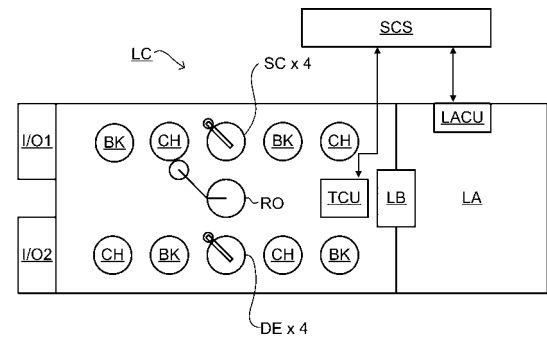 SCS
LC
SC x 4
LACU
I/O1
BK
CH
BK
CH
TCU
LB
LA
RO
I/O2
CH
BK
CH
BK
DE x 4